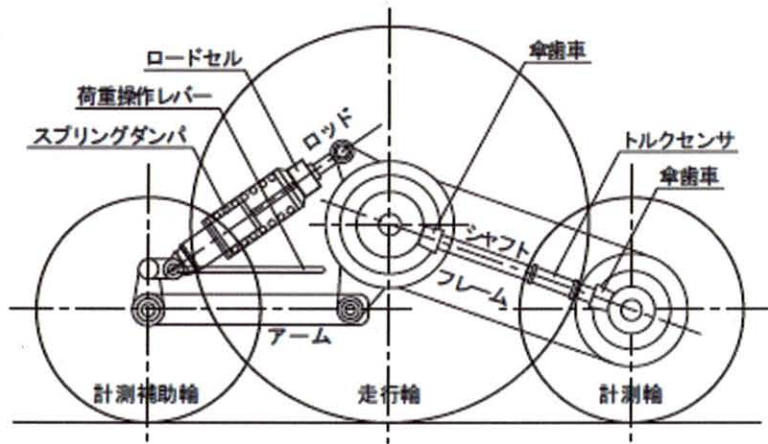 ロードセル
傘歯車
荷重操作レバー
ロッド
スプリングダンパ
トルクセンサ
傘歯車
シャフト
フレーム
アーム
計測補助輪
走行輪
計測輪